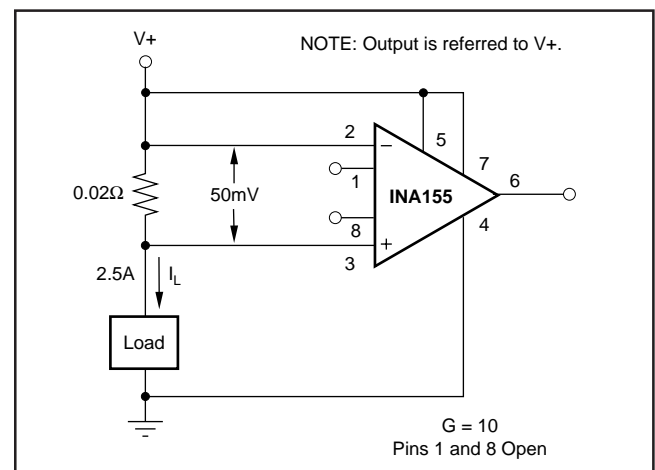 V+
NOTE: Output is referred to V+.
2
−
5
7
0.02Ω
50mV
1
INA155
6
8
4
+
3
2.5A
I_L
Load
G = 10
Pins 1 and 8 Open